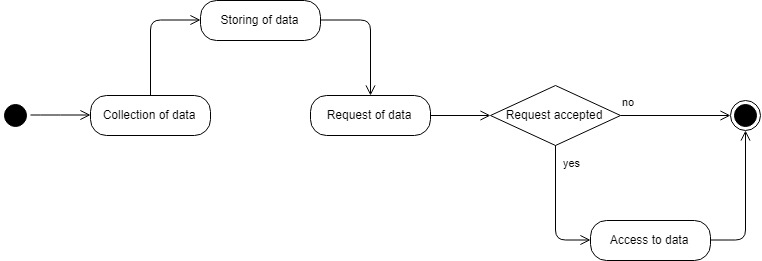 Storing of data
Collection of data
Request of data
Request accepted
no
yes
Access to data